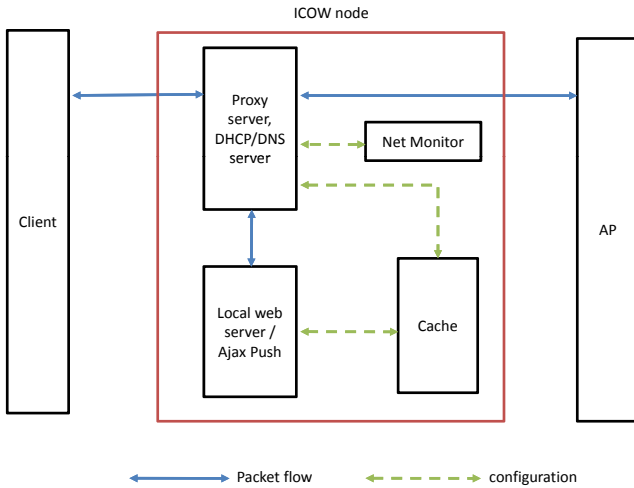 ICOW node
Proxy
server,
DHCP/DNS
server
Net Monitor
Client
AP
Local web
server /
Ajax Push
Cache
Packet flow
configuration